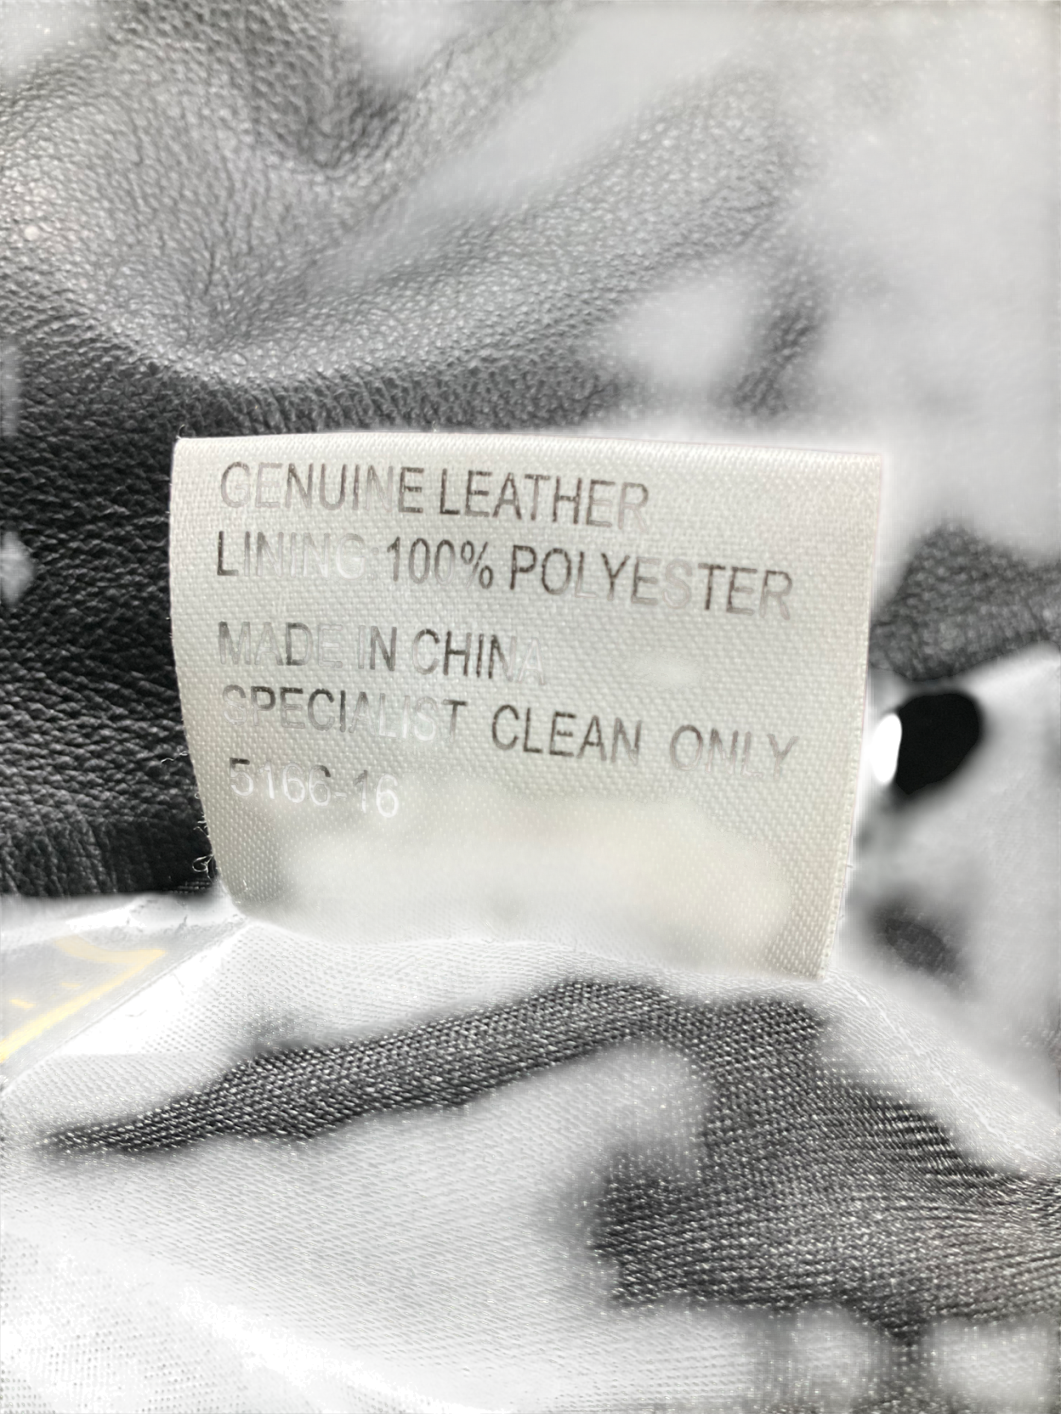 GENUINE LEATHER
LINING:100% POLYESTER
MADE IN CHINA
SPECIALIST CLEAN ONLY
5166-16